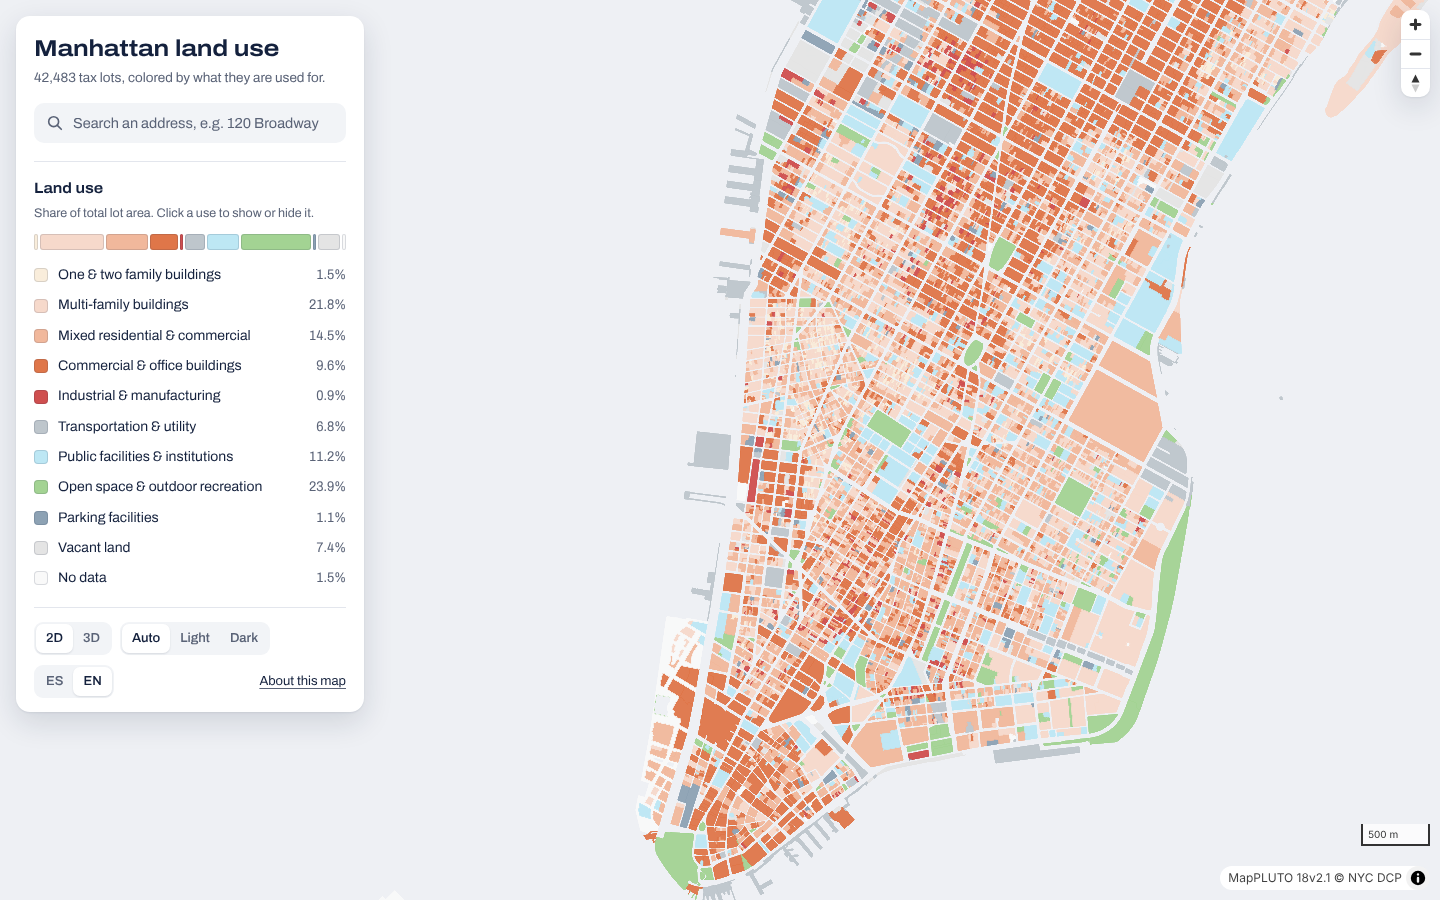 Manhattan land use
42,483 tax lots, colored by what they are used for.
Search an address, e.g. 120 Broadway
Land use
Share of total lot area. Click a use to show or hide it.
One & two family buildings 1.5%
Multi-family buildings 21.8%
Mixed residential & commercial 14.5%
Commercial & office buildings 9.6%
Industrial & manufacturing 0.9%
Transportation & utility 6.8%
Public facilities & institutions 11.2%
Open space & outdoor recreation 23.9%
Parking facilities 1.1%
Vacant land 7.4%
No data 1.5%
2D 3D Auto Light Dark
ES EN About this map
500 m
MapPLUTO 18v2.1 © NYC DCP